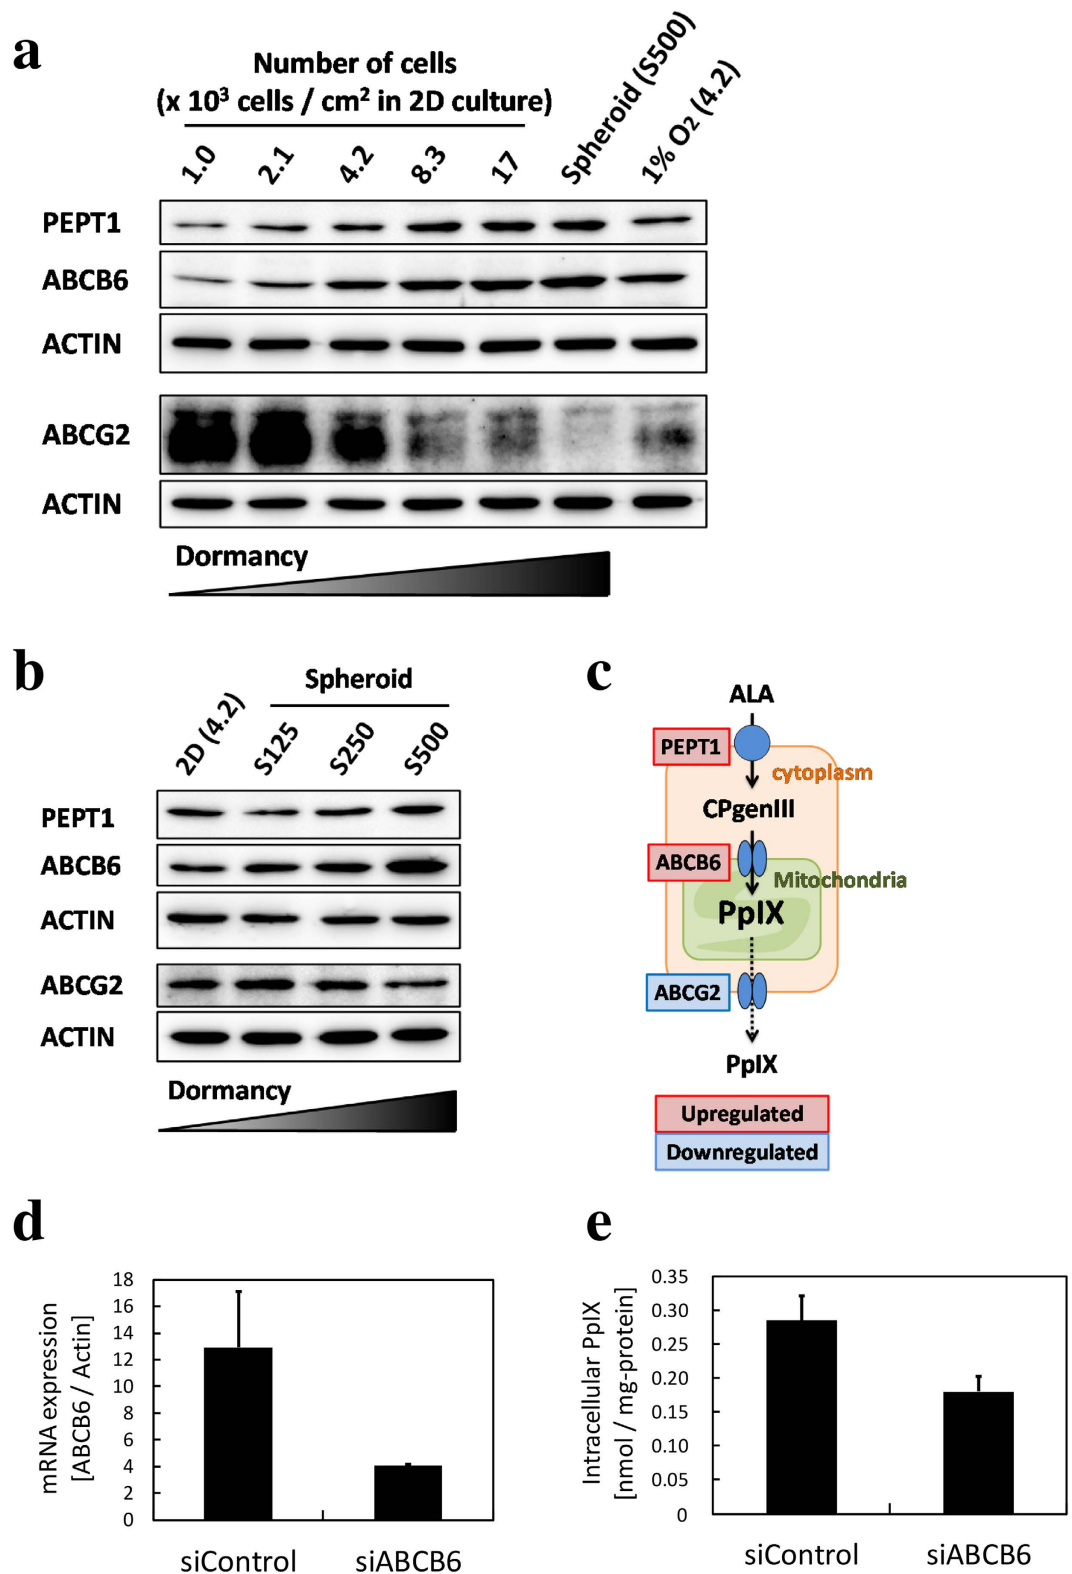 a
Number of cells
(x 10³ cells / cm² in 2D culture)
1.0 2.1 4.2 8.3 17 Spheroid (S500) 1% O₂ (4.2)
PEPT1
ABCB6
ACTIN
ABCG2
ACTIN
Dormancy
b
Spheroid
2D (4.2) S125 S250 S500
PEPT1
ABCB6
ACTIN
ABCG2
ACTIN
Dormancy
c
ALA
PEPT1
cytoplasm
CPgenIII
ABCB6
Mitochondria
PpIX
ABCG2
PpIX
Upregulated
Downregulated
d
mRNA expression
[ABCB6 / Actin]
18
16
14
12
10
8
6
4
2
0
siControl siABCB6
e
Intracellular PpIX
[nmol / mg-protein]
0.35
0.30
0.25
0.20
0.15
0.10
0.05
0
siControl siABCB6